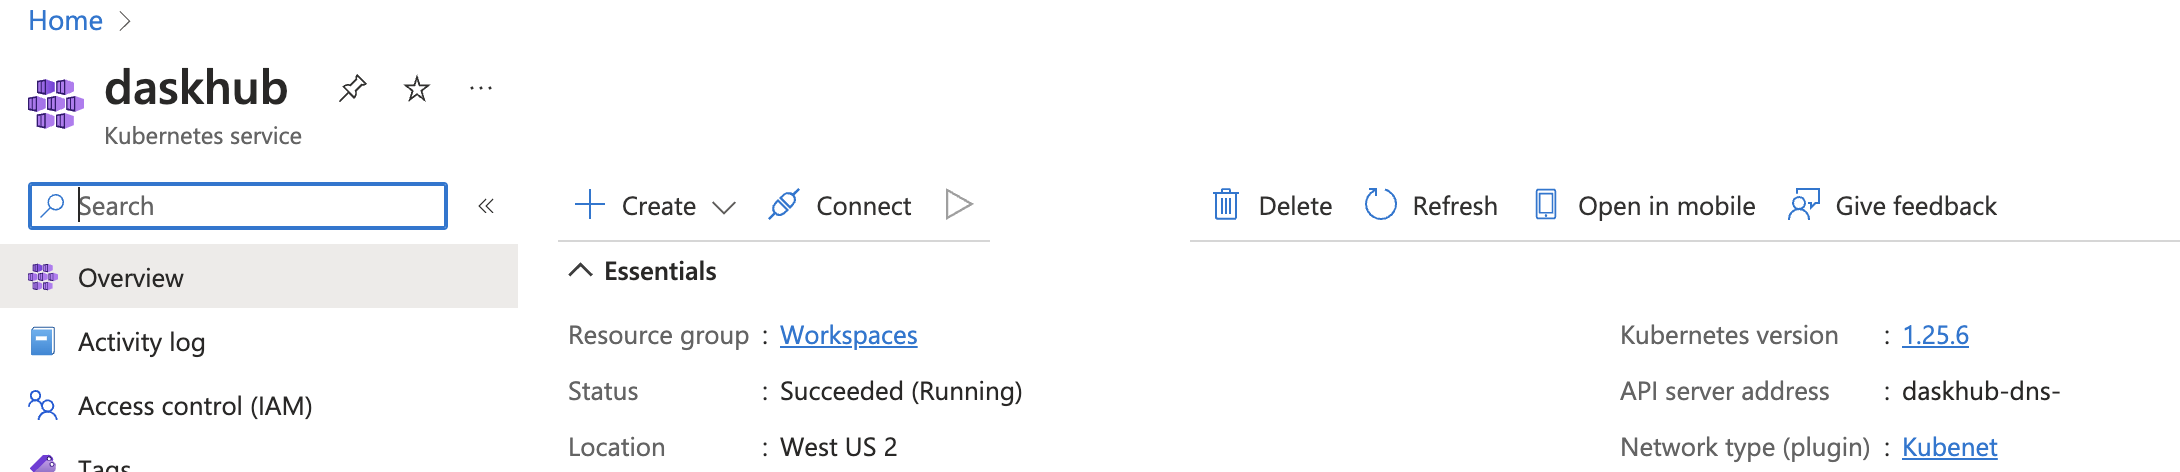 Home
daskhub
Kubernetes service
Search
Create
Connect
Delete
Refresh
Open in mobile
Give feedback
Overview
Activity log
Access control (IAM)
Tags
Essentials
Resource group : Workspaces
Status : Succeeded (Running)
Location : West US 2
Kubernetes version : 1.25.6
API server address : daskhub-dns-
Network type (plugin) : Kubenet